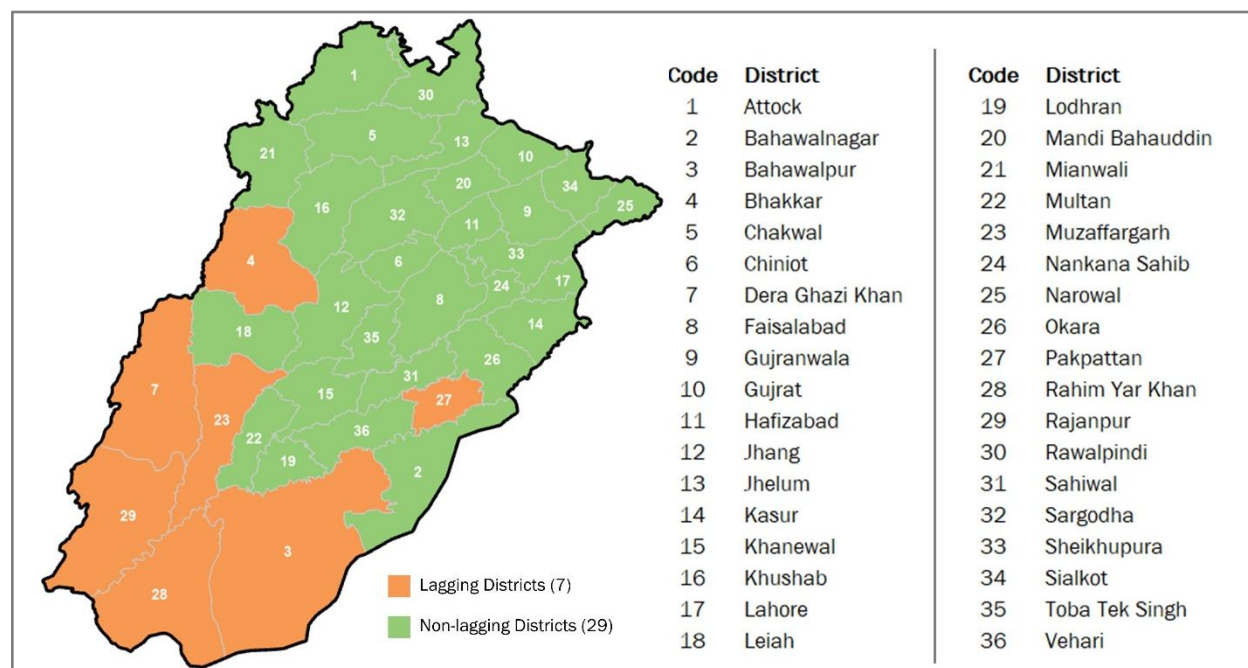 1
30
5
13
21
10
20
34
16
32
9
25
11
33
4
6
17
24
8
12
14
18
35
26
31
7
15
27
23
36
22
19
2
29
3
28
Lagging Districts (7)
Non-lagging Districts (29)
Code District
1 Attock
2 Bahawalnagar
3 Bahawalpur
4 Bhakkar
5 Chakwal
6 Chiniot
7 Dera Ghazi Khan
8 Faisalabad
9 Gujranwala
10 Gujrat
11 Hafizabad
12 Jhang
13 Jhelum
14 Kasur
15 Khanewal
16 Khushab
17 Lahore
18 Leiah
Code District
19 Lodhran
20 Mandi Bahauddin
21 Mianwali
22 Multan
23 Muzaffargarh
24 Nankana Sahib
25 Narowal
26 Okara
27 Pakpattan
28 Rahim Yar Khan
29 Rajanpur
30 Rawalpindi
31 Sahiwal
32 Sargodha
33 Sheikhupura
34 Sialkot
35 Toba Tek Singh
36 Vehari